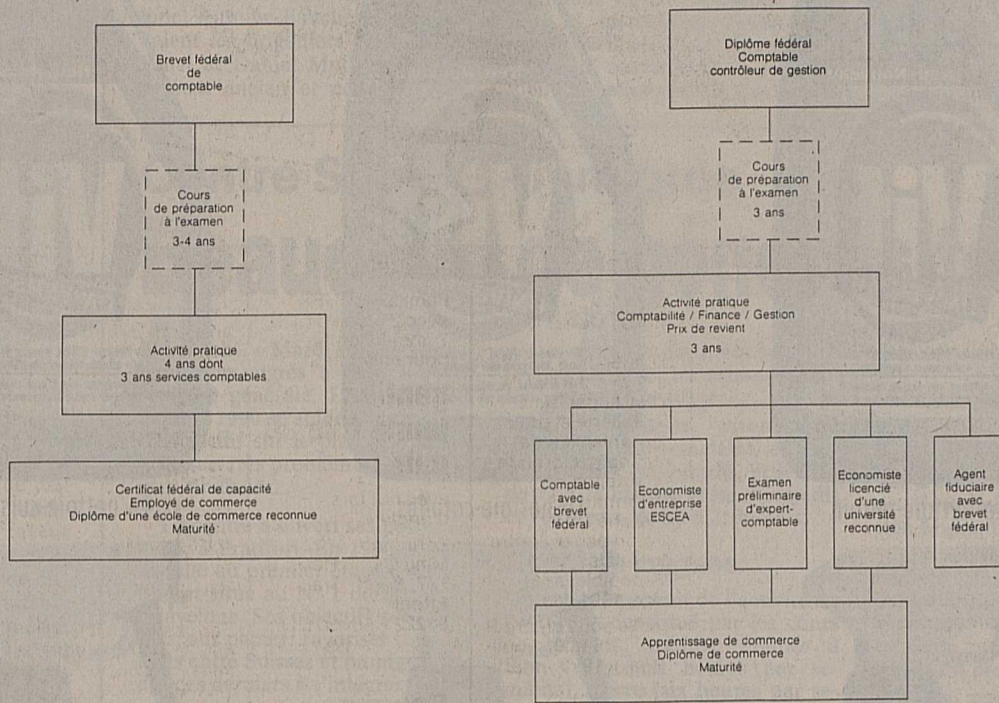 Brevet fédéral
de
comptable
Cours
de préparation
à l'examen
3-4 ans
Activité pratique
4 ans dont
3 ans services comptables
Certificat fédéral de capacité
Employé de commerce
Diplôme d'une école de commerce reconnue
Maturité
Diplôme fédéral
Comptable
contrôleur de gestion
Cours
de préparation
à l'examen
3 ans
Activité pratique
Comptabilité / Finance / Gestion
Prix de revient
3 ans
Comptable
avec
brevet
fédéral
Economiste
d'entreprise
ESCEA
Examen
préliminaire
d'expert-
comptable
Economiste
licencié
d'une
université
reconnue
Agent
fiduciaire
avec
brevet
fédéral
Apprentissage de commerce
Diplôme de commerce
Maturité